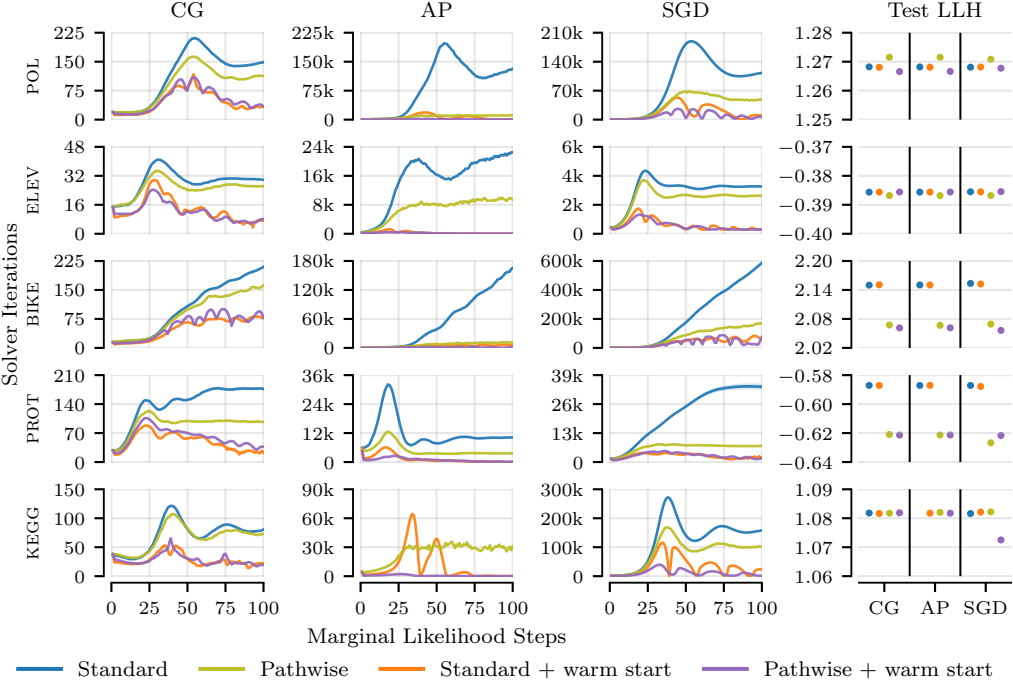 CG AP SGD Test LLH
Solver Iterations
POL
225 150 75 0
150k 100k 50k 0
210k 140k 70k 0
1.28 1.27 1.26 1.25
ELEV
48 32 16 0
24k 16k 8k 0
6k 4k 2k 0
−0.37 −0.38 −0.39 −0.40
BIKE
225 150 75 0
180k 120k 60k 0
600k 400k 200k 0
2.20 2.14 2.08 2.02
PROT
210 140 70 0
36k 24k 12k 0
39k 26k 13k 0
−0.58 −0.60 −0.62 −0.64
KEGG
150 100 50 0
90k 60k 30k 0
300k 200k 100k 0
1.09 1.08 1.07 1.06
0 25 50 75 100 0 25 50 75 100 0 25 50 75 100 CG AP SGD
Marginal Likelihood Steps
Standard Pathwise Standard + warm start Pathwise + warm start